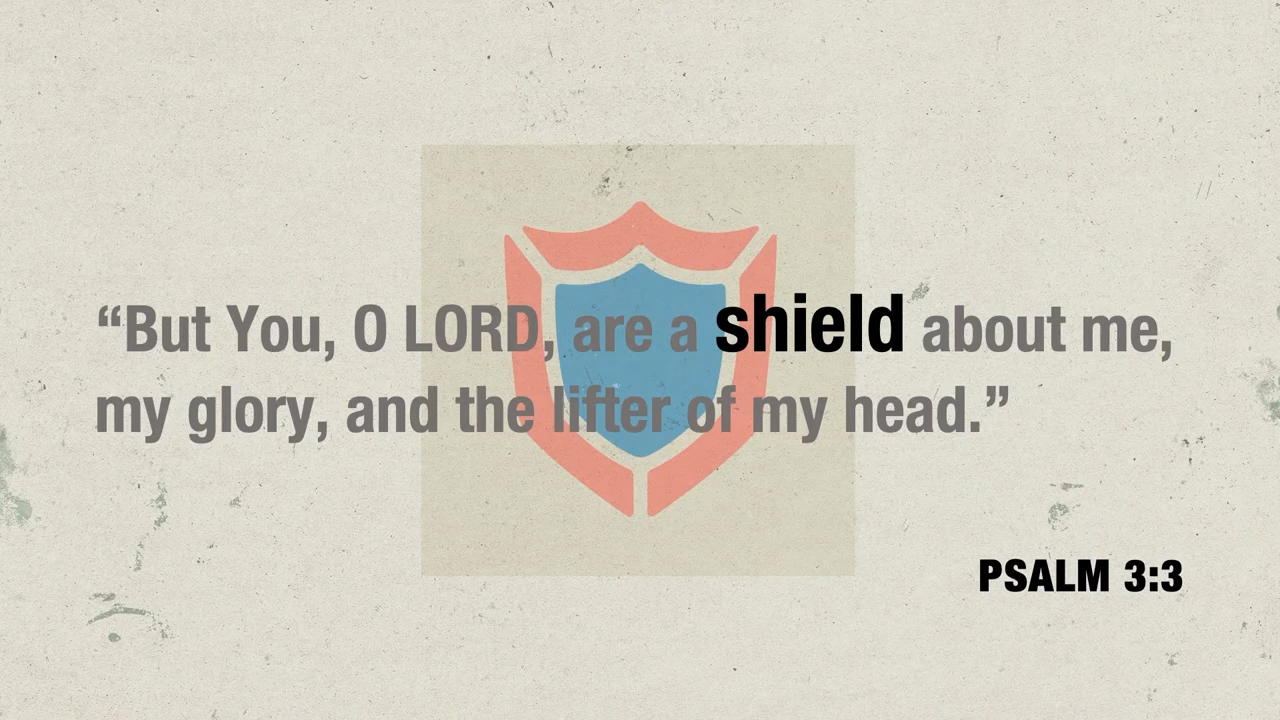 “But You, O LORD, are a shield about me,
my glory, and the lifter of my head.”
PSALM 3:3